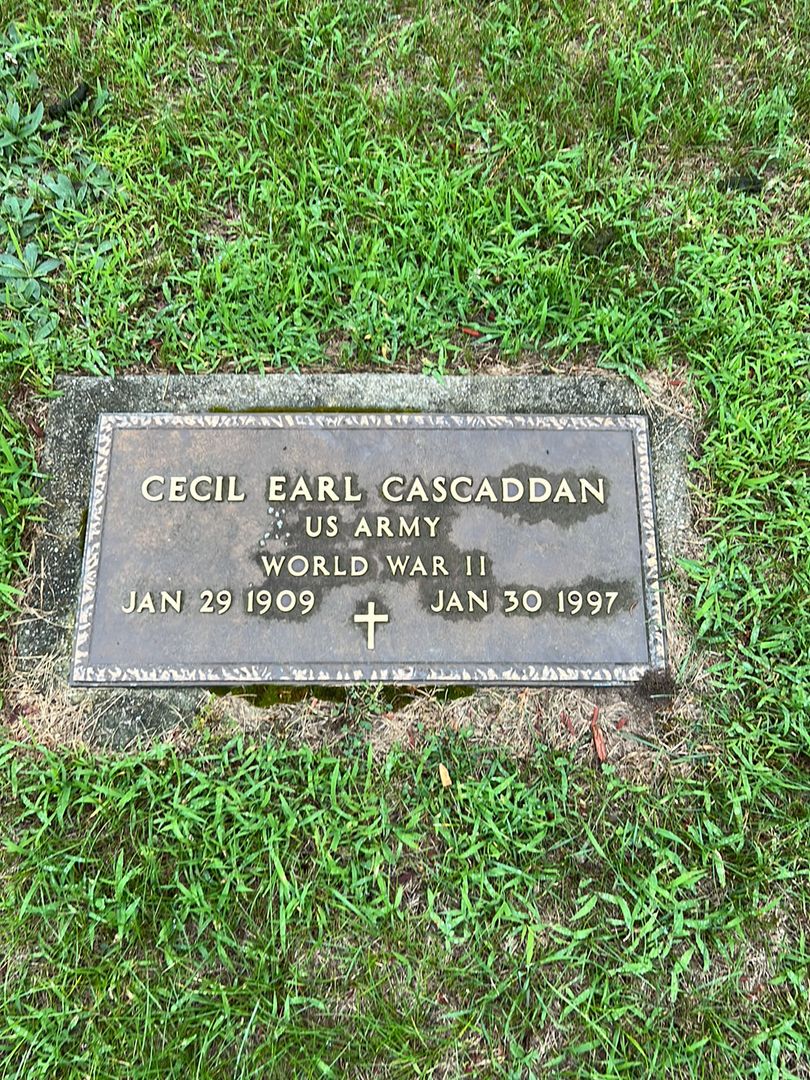 CECIL EARL CASCADDAN
US ARMY
WORLD WAR II
JAN 29 1909 JAN 30 1997